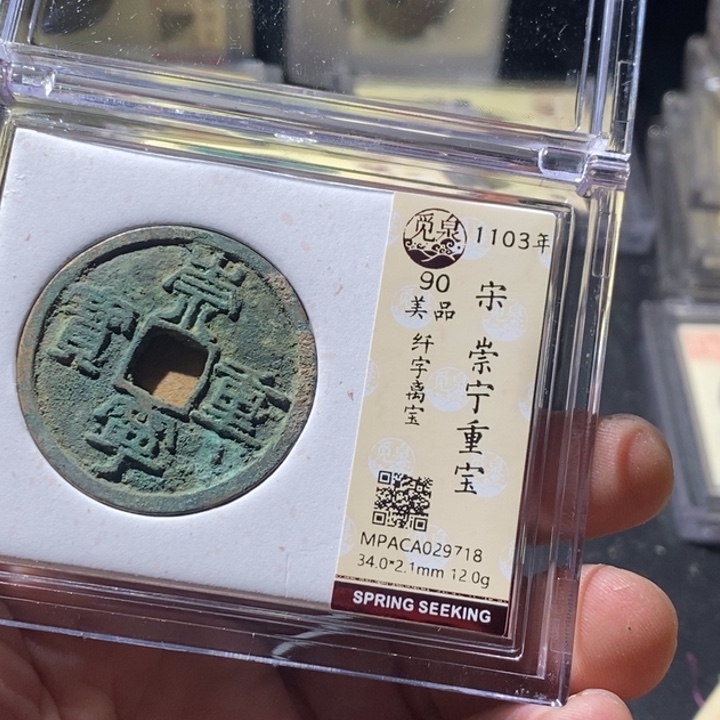 崇
重
寧
寳
觅泉
1103年
宋 崇宁重宝
90
美品
纤字离宝
MPACA029718
34.0*2.1mm 12.0g
SPRING SEEKING